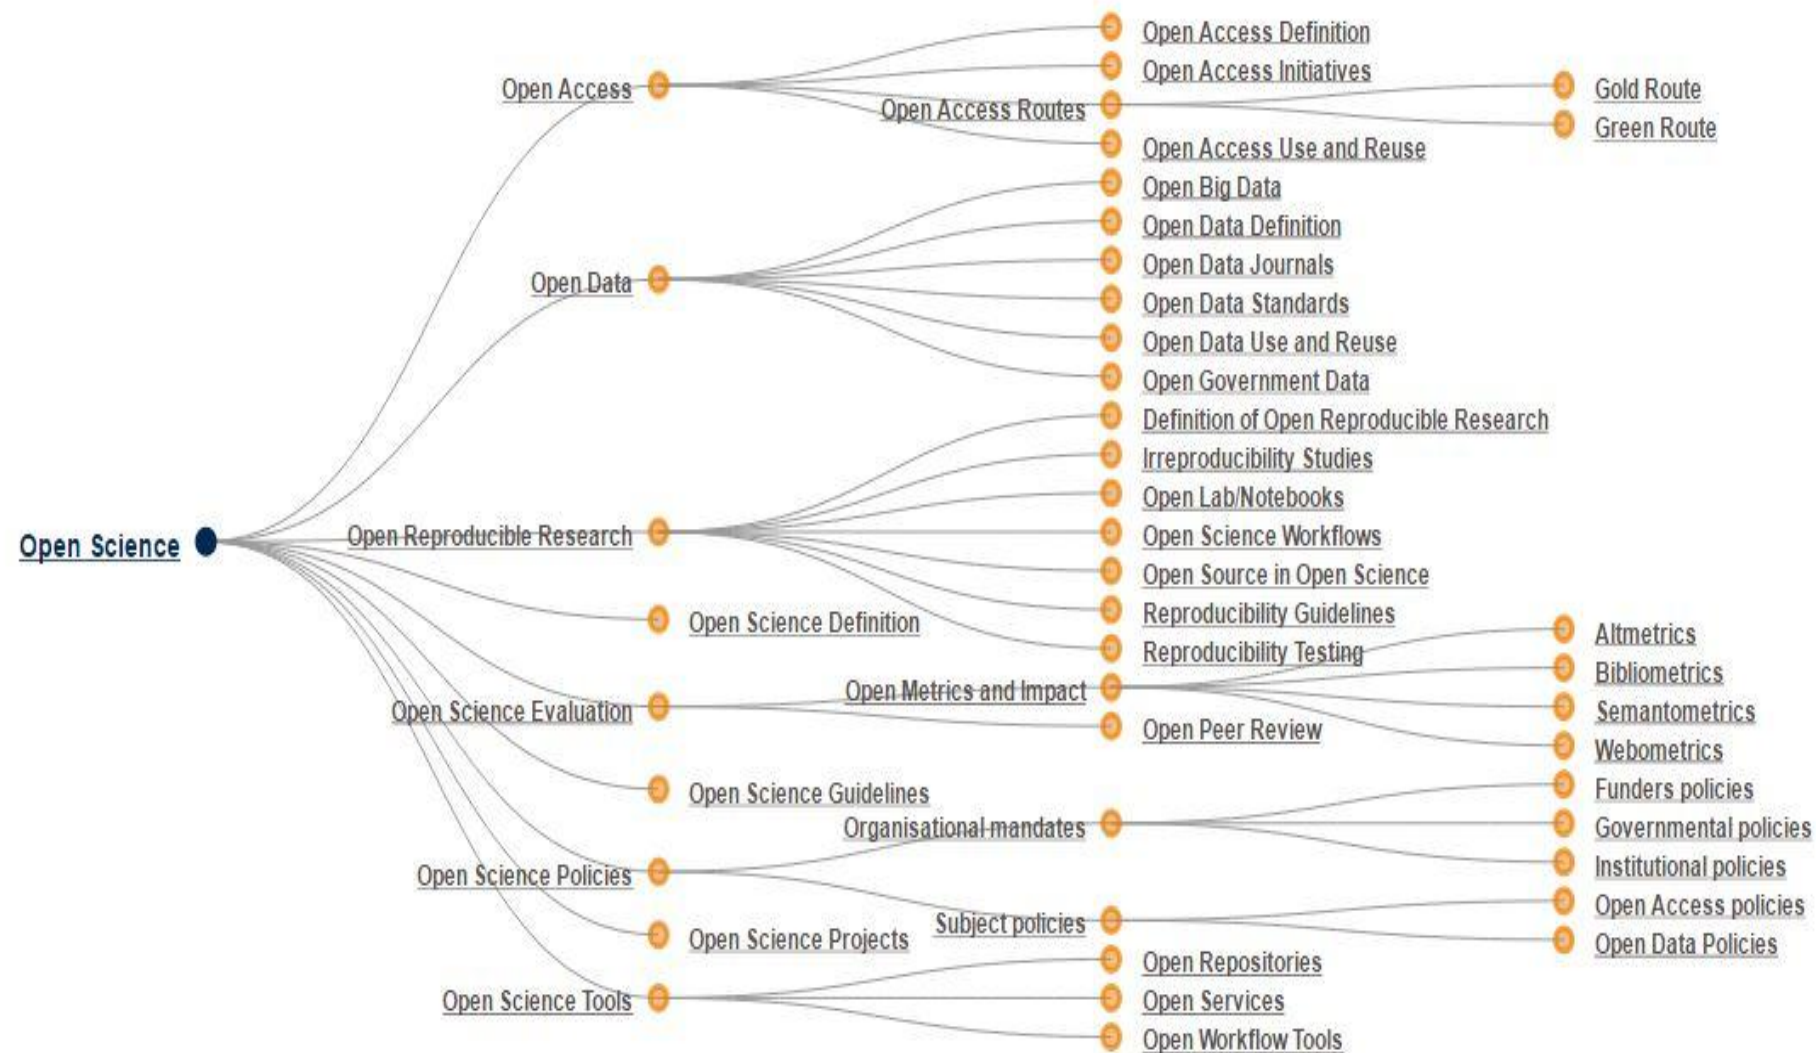 Open Science
Open Access
Open Access Definition
Open Access Initiatives
Open Access Routes
Gold Route
Green Route
Open Access Use and Reuse
Open Data
Open Big Data
Open Data Definition
Open Data Journals
Open Data Standards
Open Data Use and Reuse
Open Government Data
Open Reproducible Research
Definition of Open Reproducible Research
Irreproducibility Studies
Open Lab/Notebooks
Open Science Workflows
Open Source in Open Science
Reproducibility Guidelines
Reproducibility Testing
Open Science Definition
Open Science Evaluation
Open Metrics and Impact
Altmetrics
Bibliometrics
Semantometrics
Webometrics
Open Peer Review
Open Science Guidelines
Open Science Policies
Organisational mandates
Funders policies
Governmental policies
Institutional policies
Subject policies
Open Access policies
Open Data Policies
Open Science Projects
Open Science Tools
Open Repositories
Open Services
Open Workflow Tools